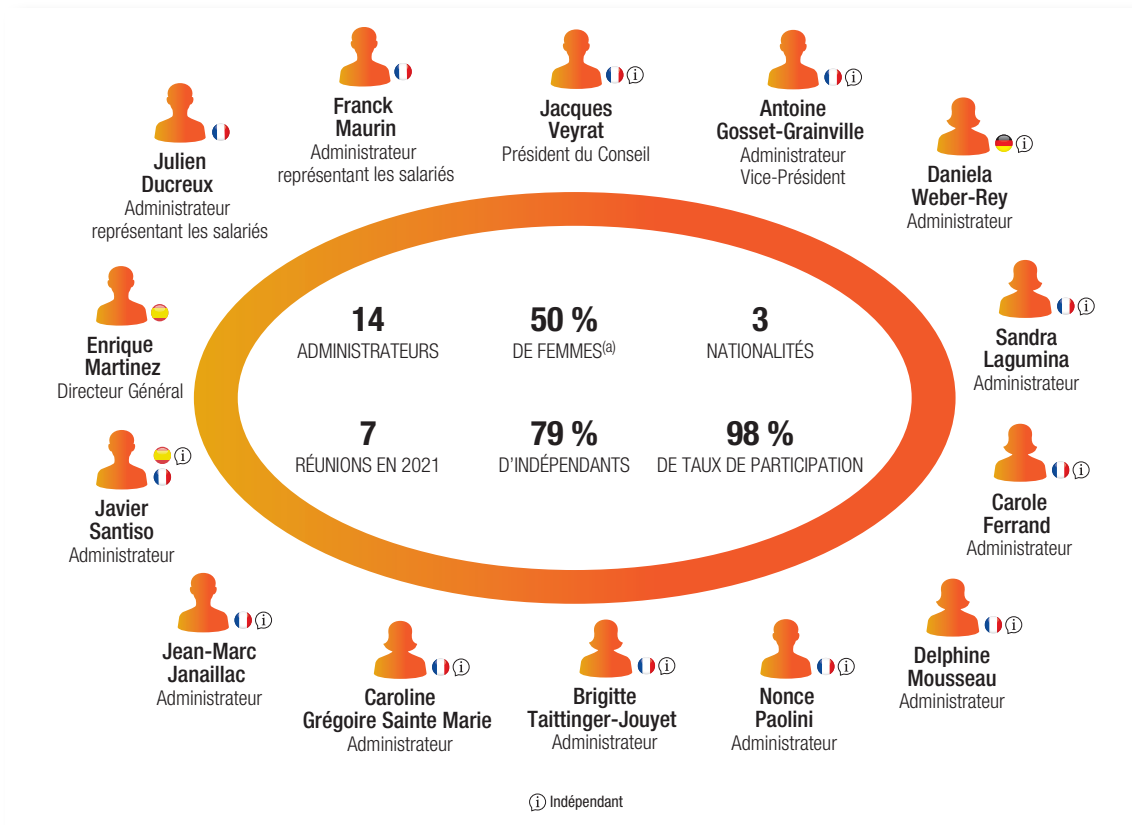 Franck
Maurin
Administrateur
représentant les salariés
Jacques
Veyrat
Président du Conseil
Antoine
Gosset-Grainville
Administrateur
Vice-Président
Julien
Ducreux
Administrateur
représentant les salariés
Daniela
Weber-Rey
Administrateur
Enrique
Martinez
Directeur Général
14
ADMINISTRATEURS
50 %
DE FEMMES(a)
3
NATIONALITÉS
Sandra
Lagumina
Administrateur
7
RÉUNIONS EN 2021
79 %
D'INDÉPENDANTS
98 %
DE TAUX DE PARTICIPATION
Javier
Santiso
Administrateur
Carole
Ferrand
Administrateur
Jean-Marc
Janaillac
Administrateur
Caroline
Grégoire Sainte Marie
Administrateur
Brigitte
Taittinger-Jouyet
Administrateur
Nonce
Paolini
Administrateur
Delphine
Mousseau
Administrateur
i Indépendant